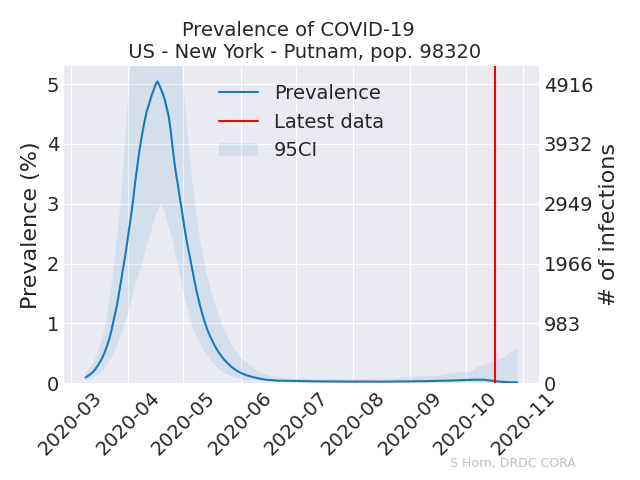 Prevalence of COVID-19
US - New York - Putnam, pop. 98320
Prevalence
Latest data
95CI
Prevalence (%)
5
4
3
2
1
0
4916
3932
2949
1966
983
0
# of infections
2020-03
2020-04
2020-05
2020-06
2020-07
2020-08
2020-09
2020-10
2020-11
S Horn, DRDC CORA